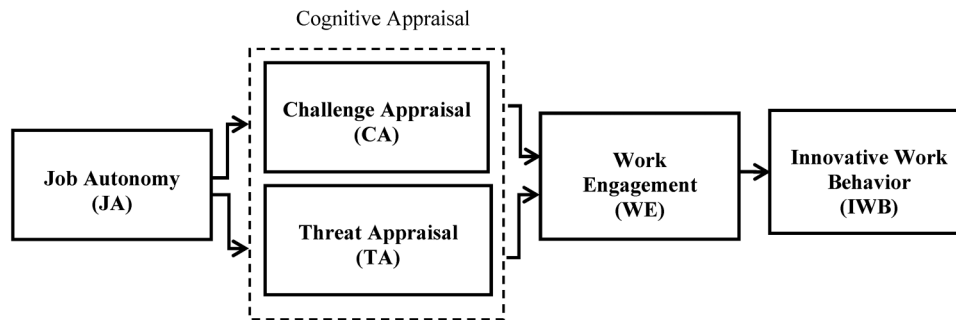 Cognitive Appraisal
Challenge Appraisal
(CA)
Job Autonomy
(JA)
Threat Appraisal
(TA)
Work
Engagement
(WE)
Innovative Work
Behavior
(IWB)